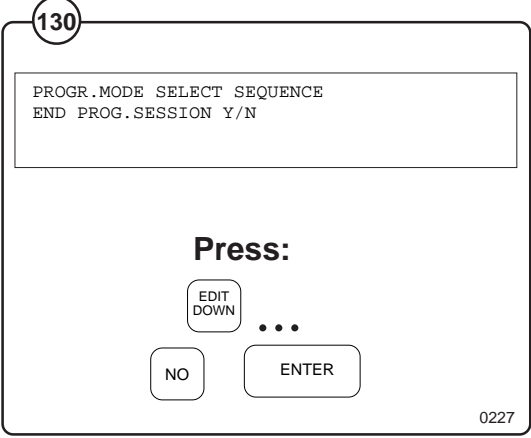 130
PROGR.MODE SELECT SEQUENCE
END PROG.SESSION Y/N
Press:
EDIT
DOWN
...
NO
ENTER
0227